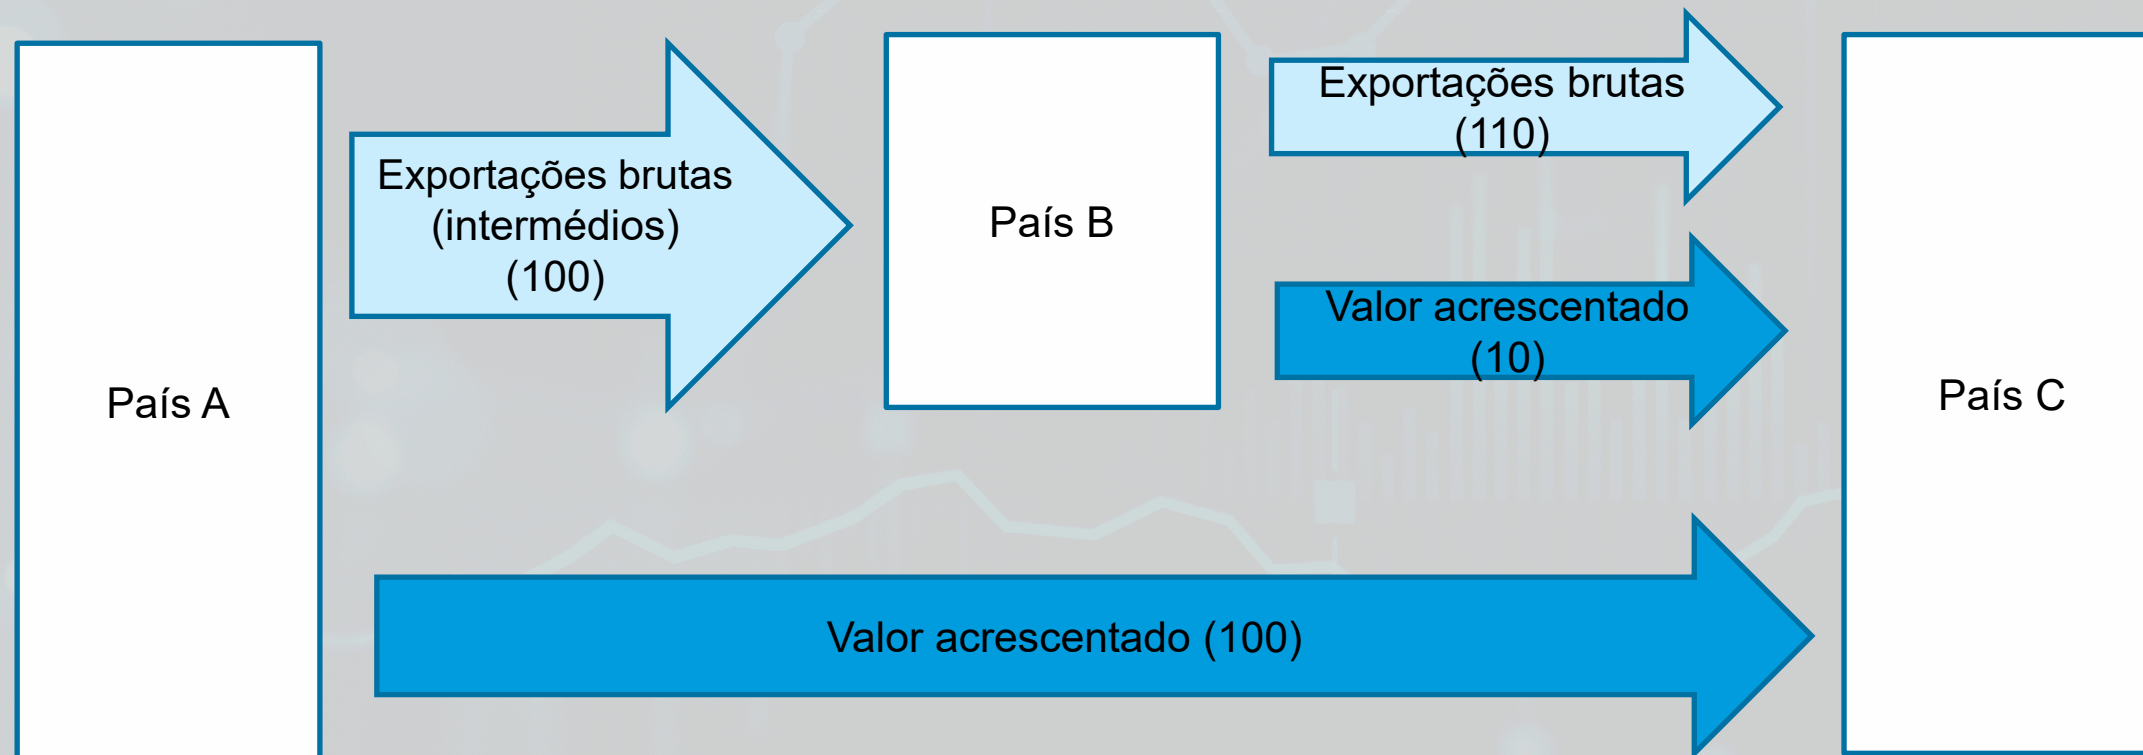 País A
Exportações brutas
(intermédios)
(100)
País B
Exportações brutas
(110)
Valor acrescentado
(10)
País C
Valor acrescentado (100)